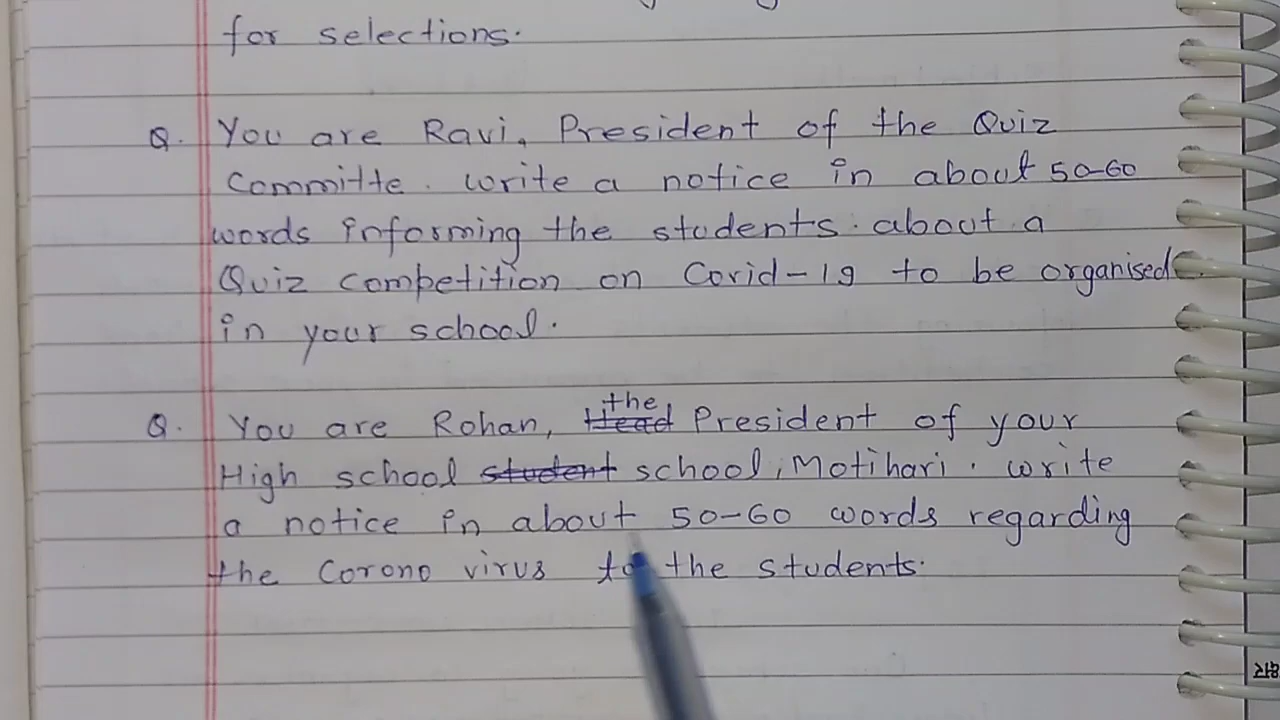 for selections.
Q. You are Ravi, President of the Quiz
Committe. write a notice in about 50-60
words informing the students. about a
Quiz competition on Covid-19 to be organised
in your school.
the
Q. You are Rohan, Head President of your
High school student school, Motihari. write
a notice in about 50-60 words regarding
the Corono virus to the students.